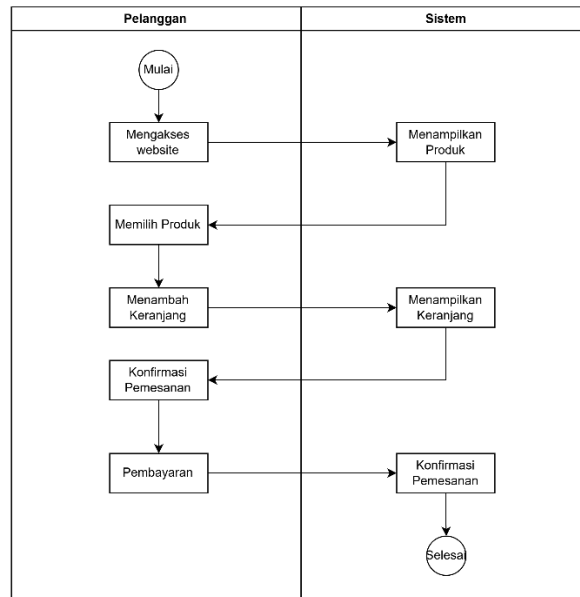 Pelanggan
Sistem
Mulai
Mengakses
website
Menampilkan
Produk
Memilih Produk
Menambah
Keranjang
Menampilkan
Keranjang
Konfirmasi
Pemesanan
Pembayaran
Konfirmasi
Pemesanan
Selesai